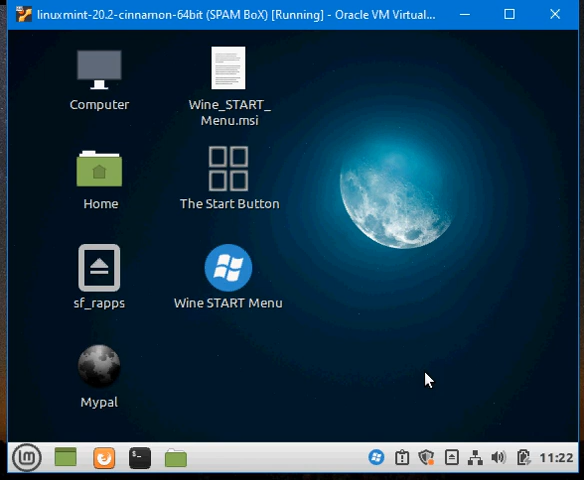 linuxmint-20.2-cinnamon-64bit (SPAM BoX) [Running] - Oracle VM Virtual...
Computer
Wine_START_
Menu.msi
Home
The Start Button
sf_rapps
Wine START Menu
Mypal
$_
11:22